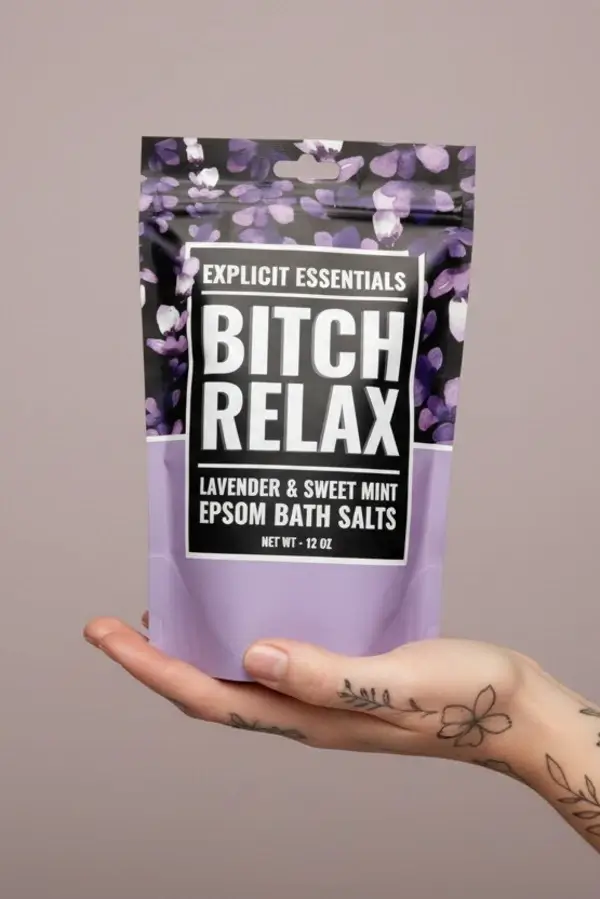 EXPLICIT ESSENTIALS
BITCH
RELAX
LAVENDER & SWEET MINT
EPSOM BATH SALTS
NET WT - 12 OZ